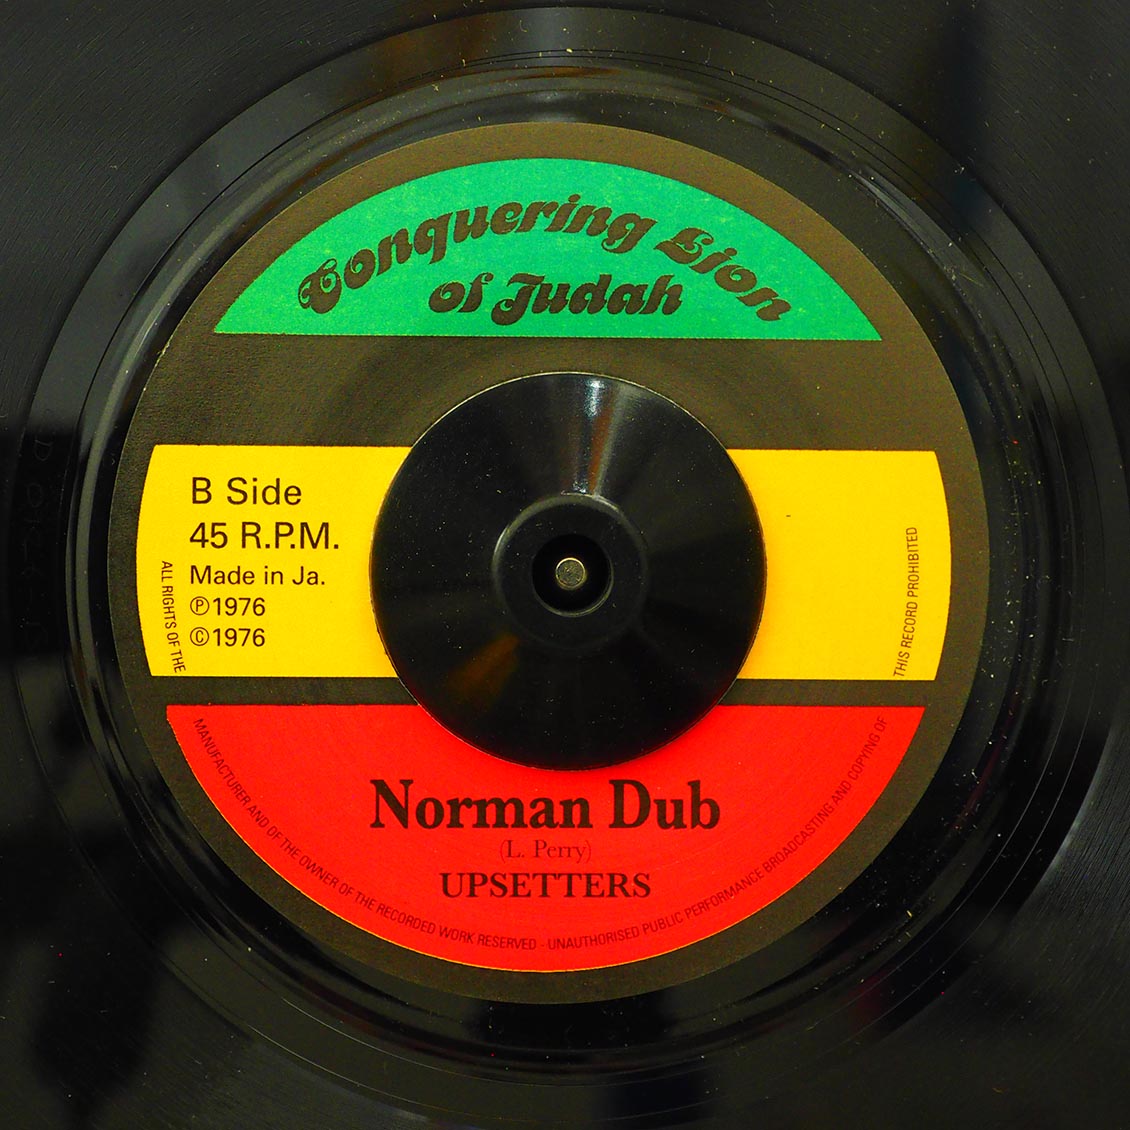 Conquering Lion
of Judah
B Side
45 R.P.M.
Made in Ja.
℗1976
©1976
ALL RIGHTS OF THE
MANUFACTURER AND OF THE OWNER OF THE RECORDED WORK RESERVED - UNAUTHORISED PUBLIC PERFORMANCE BROADCASTING AND COPYING OF
THIS RECORD PROHIBITED
Norman Dub
(L. Perry)
UPSETTERS